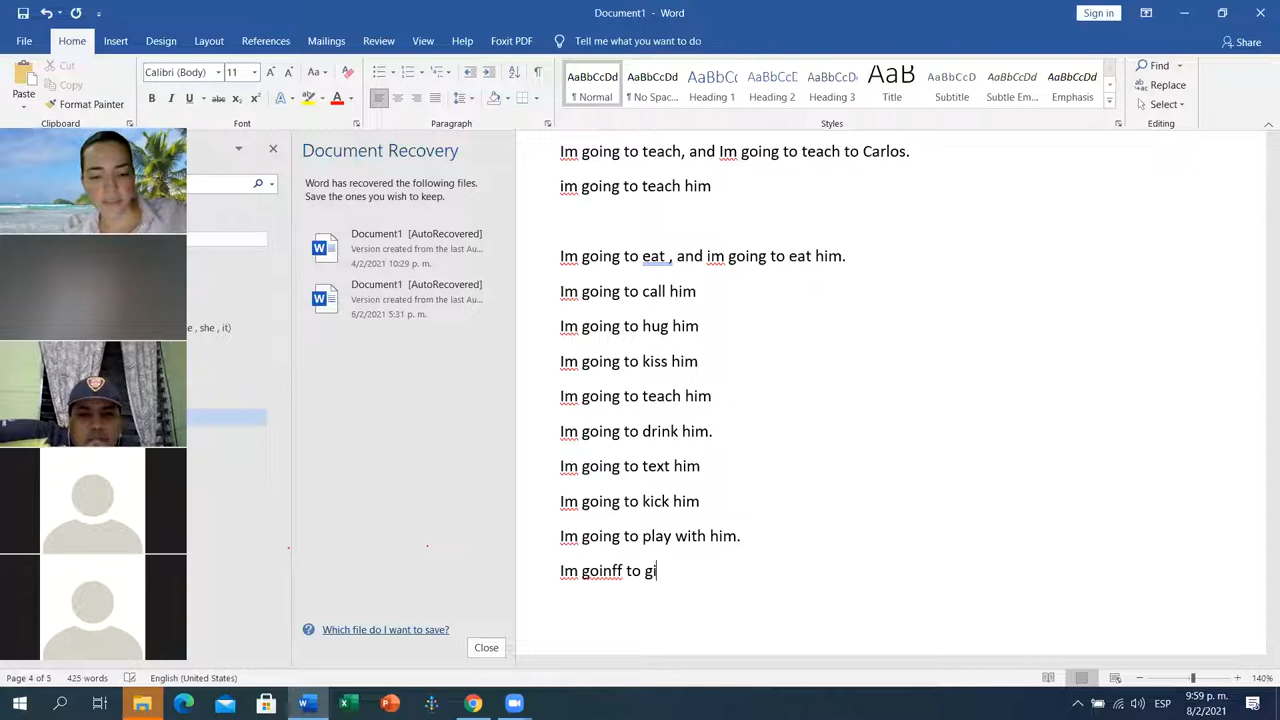 Document1 - Word
Sign in
File Home Insert Design Layout References Mailings Review View Help Foxit PDF Tell me what you want to do
Share
Paste
Cut
Copy
Format Painter
Calibri (Body) 11
AaBbCcDd AaBbCcDd AaBbC( AaBbCcC AaBbCcD AaB AaBbCcD AaBbCcDd AaBbCcDd
¶ Normal ¶ No Spac... Heading 1 Heading 2 Heading 3 Title Subtitle Subtle Em... Emphasis
Find
Replace
Select
Clipboard Font Paragraph Styles Editing
e , she , it)
Document Recovery
Word has recovered the following files.
Save the ones you wish to keep.
Document1 [AutoRecovered]
Version created from the last Au...
4/2/2021 10:29 p. m.
Document1 [AutoRecovered]
Version created from the last Au...
6/2/2021 5:31 p. m.
Which file do I want to save?
Close
Im going to teach, and Im going to teach to Carlos.
im going to teach him
Im going to eat , and im going to eat him.
Im going to call him
Im going to hug him
Im going to kiss him
Im going to teach him
Im going to drink him.
Im going to text him
Im going to kick him
Im going to play with him.
Im goinff to gi
Page 4 of 5 425 words English (United States)
140%
ESP
9:59 p. m.
8/2/2021